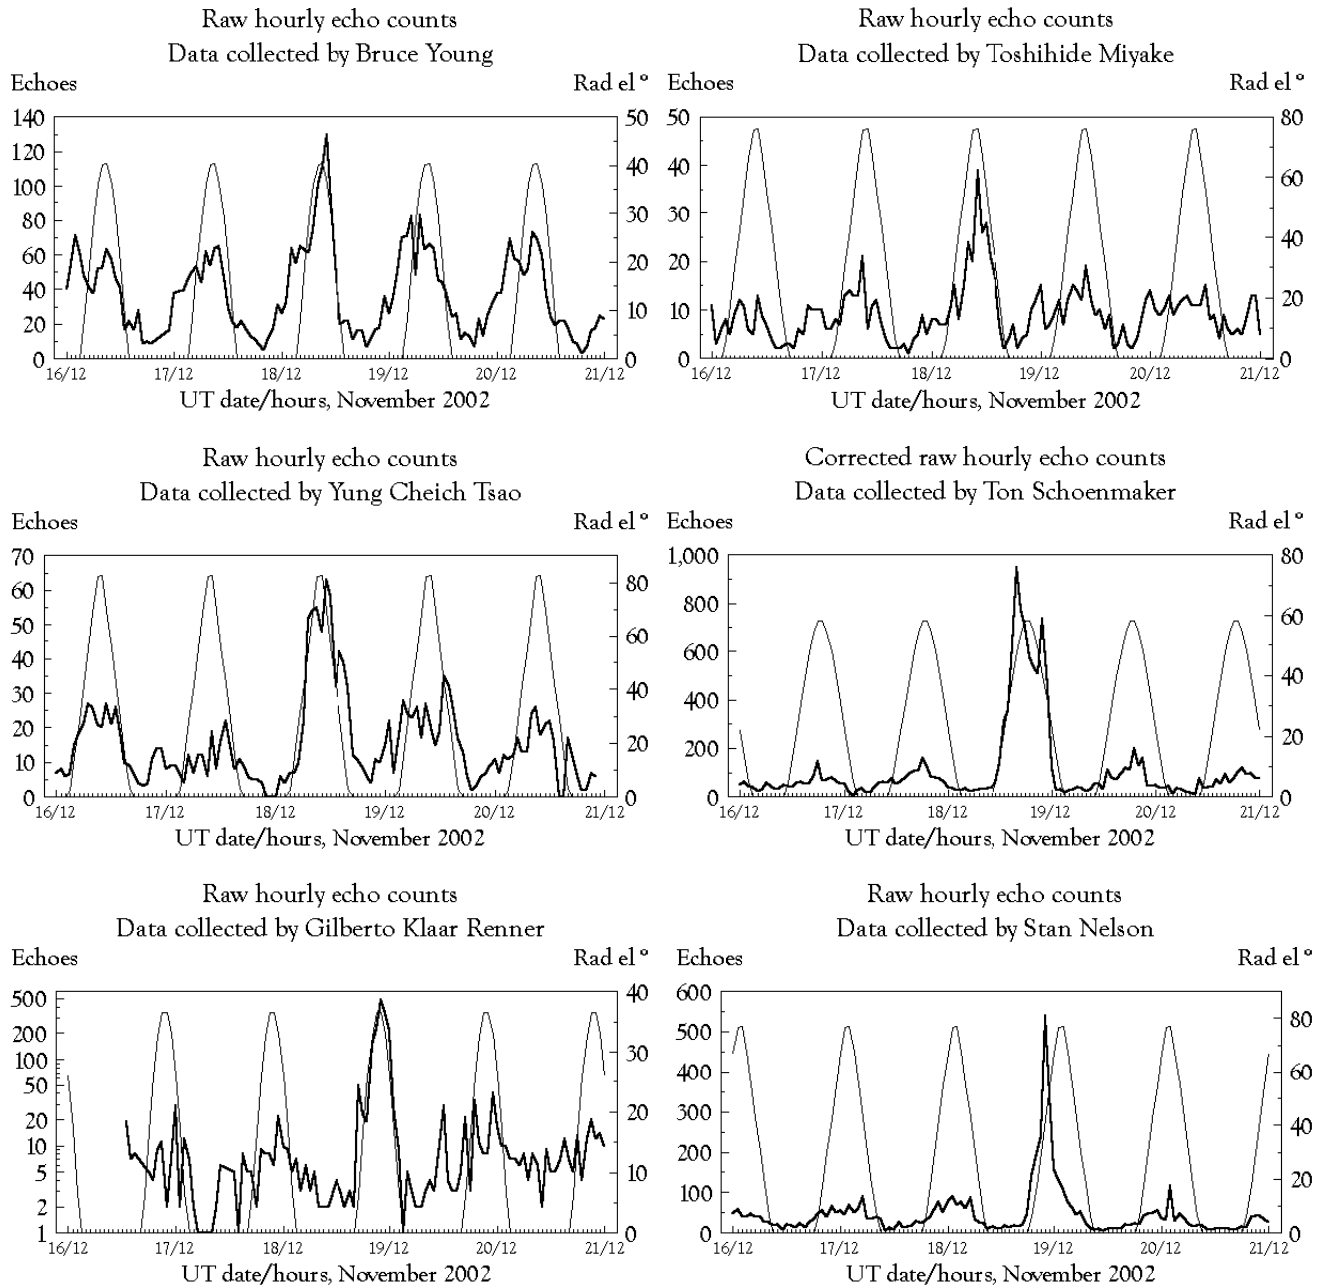 Raw hourly echo counts
Data collected by Bruce Young
Echoes Rad el °
140 50
120 40
100 30
80 20
60 10
40 0
20
0
16/12 17/12 18/12 19/12 20/12 21/12
UT date/hours, November 2002
Raw hourly echo counts
Data collected by Toshihide Miyake
Echoes Rad el °
50 80
40 60
30 40
20 20
10 0
0
16/12 17/12 18/12 19/12 20/12 21/12
UT date/hours, November 2002
Raw hourly echo counts
Data collected by Yung Cheich Tsao
Echoes Rad el °
70 80
60 60
50 40
40 20
30 0
20
10
0
16/12 17/12 18/12 19/12 20/12 21/12
UT date/hours, November 2002
Corrected raw hourly echo counts
Data collected by Ton Schoenmaker
Echoes Rad el °
1,000 80
800 60
600 40
400 20
200 0
0
16/12 17/12 18/12 19/12 20/12 21/12
UT date/hours, November 2002
Raw hourly echo counts
Data collected by Gilberto Klaar Renner
Echoes Rad el °
500 40
200 30
100 20
50 10
20 0
10
5
2
1
16/12 17/12 18/12 19/12 20/12 21/12
UT date/hours, November 2002
Raw hourly echo counts
Data collected by Stan Nelson
Echoes Rad el °
600 80
500 60
400 40
300 20
200 0
100
0
16/12 17/12 18/12 19/12 20/12 21/12
UT date/hours, November 2002